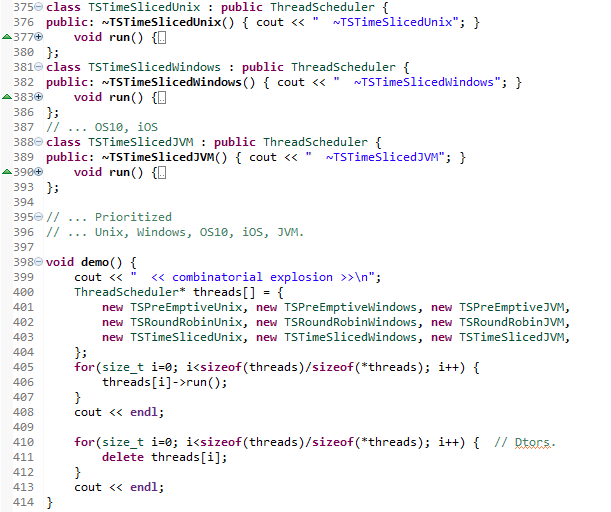 375 class TSTimeSlicedUnix : public ThreadScheduler {
376 public: ~TSTimeSlicedUnix() { cout << "  ~TSTimeSlicedUnix"; }
377     void run() {
380 };
381 class TSTimeSlicedWindows : public ThreadScheduler {
382 public: ~TSTimeSlicedWindows() { cout << "  ~TSTimeSlicedWindows"; }
383     void run() {
386 };
387 // ... OS10, iOS
388 class TSTimeSlicedJVM : public ThreadScheduler {
389 public: ~TSTimeSlicedJVM() { cout << "  ~TSTimeSlicedJVM"; }
390     void run() {
393 };
394
395 // ... Prioritized
396 // ... Unix, Windows, OS10, iOS, JVM.
397
398 void demo() {
399     cout << "  << combinatorial explosion >>\n";
400     ThreadScheduler* threads[] = {
401         new TSPreEmptiveUnix, new TSPreEmptiveWindows, new TSPreEmptiveJVM,
402         new TSRoundRobinUnix, new TSRoundRobinWindows, new TSRoundRobinJVM,
403         new TSTimeSlicedUnix, new TSTimeSlicedWindows, new TSTimeSlicedJVM,
404     };
405     for(size_t i=0; i<sizeof(threads)/sizeof(*threads); i++) {
406         threads[i]->run();
407     }
408     cout << endl;
409
410     for(size_t i=0; i<sizeof(threads)/sizeof(*threads); i++) {  // Dtors.
411         delete threads[i];
412     }
413     cout << endl;
414 }